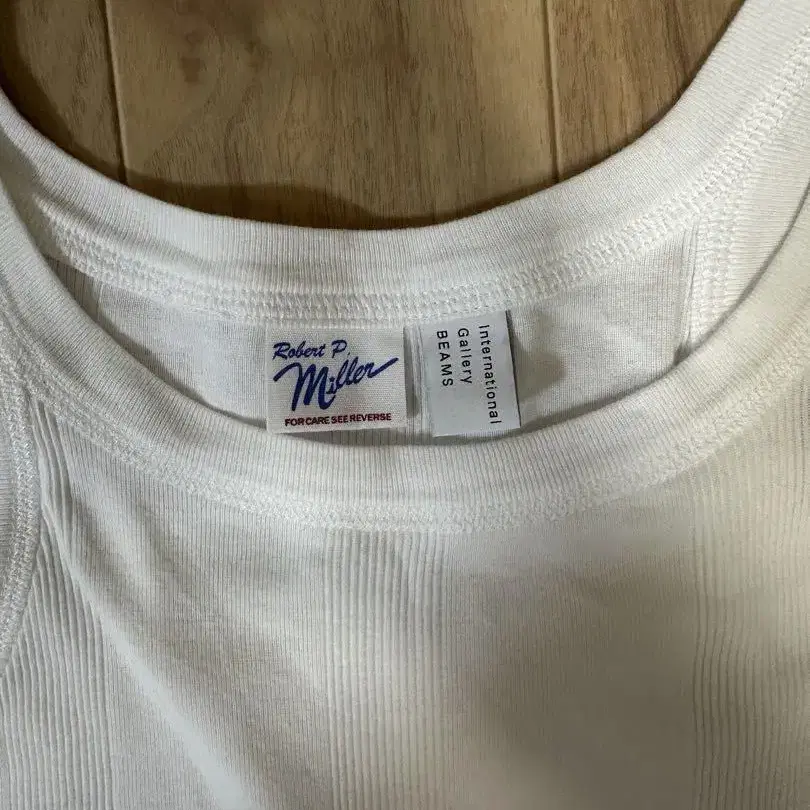 Robert P.
Miller
FOR CARE SEE REVERSE
International
Gallery
BEAMS